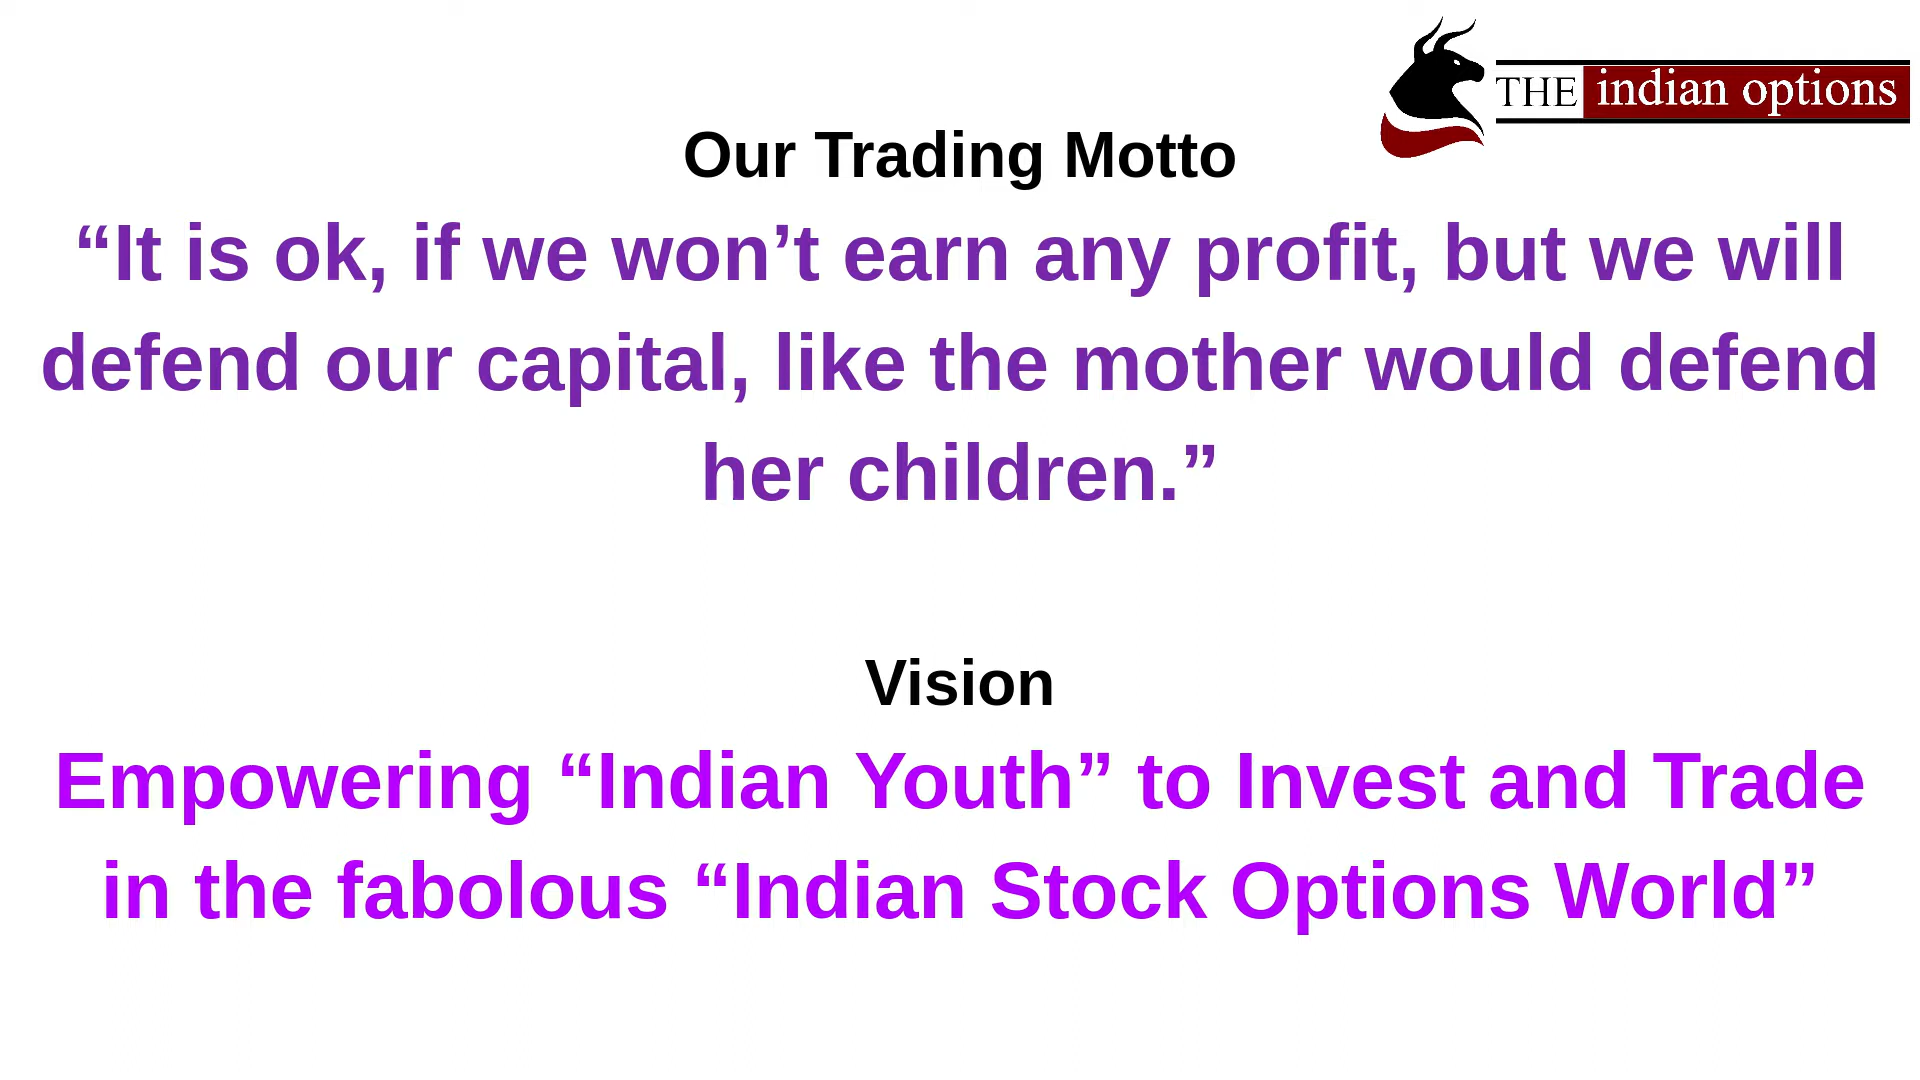 THE indian options
Our Trading Motto
“It is ok, if we won’t earn any profit, but we will
defend our capital, like the mother would defend
her children.”
Vision
Empowering “Indian Youth” to Invest and Trade
in the fabolous “Indian Stock Options World”